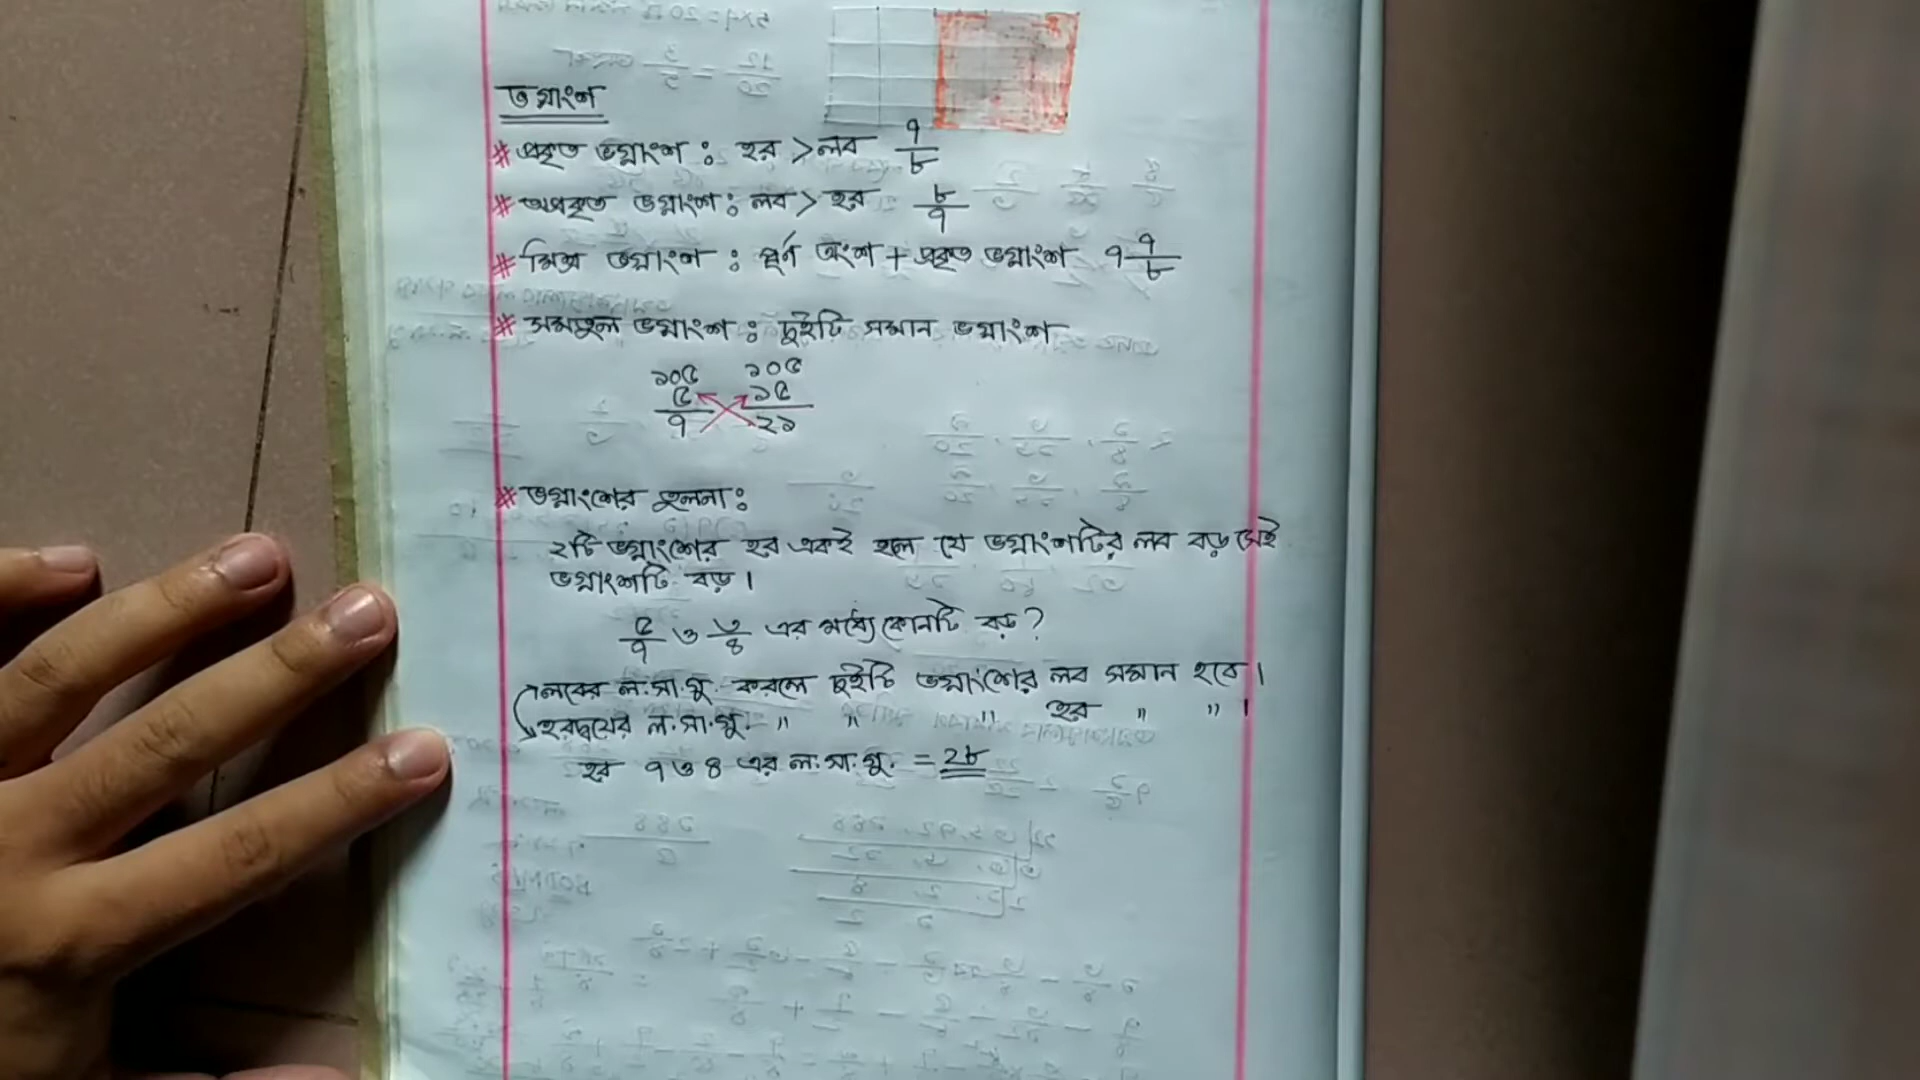 ভগ্নাংশ
# প্রকৃত ভগ্নাংশ : হর > লব ৭/৮
# অপ্রকৃত ভগ্নাংশ : লব > হর ৮/৭
# মিশ্র ভগ্নাংশ : পূর্ণ অংশ + প্রকৃত ভগ্নাংশ ৭ ৭/৮
# সমতুল ভগ্নাংশ : দুইটি সমান ভগ্নাংশ
১০৫ ১০৫
৫/৭ ১৫/২১
# ভগ্নাংশের তুলনা :
২টি ভগ্নাংশের হর একই হলে যে ভগ্নাংশটির লব বড় সেই
ভগ্নাংশটি বড় ।
৫/৭ ও ৩/৪ এর মধ্যে কোনটি বড় ?
লবের ল.সা.গু. করলে দুইটি ভগ্নাংশের লব সমান হবে ।
হরদ্বয়ের ল.সা.গু. " " " হর " " ।
হর ৭ ও ৪ এর ল.সা.গু. = ২৮